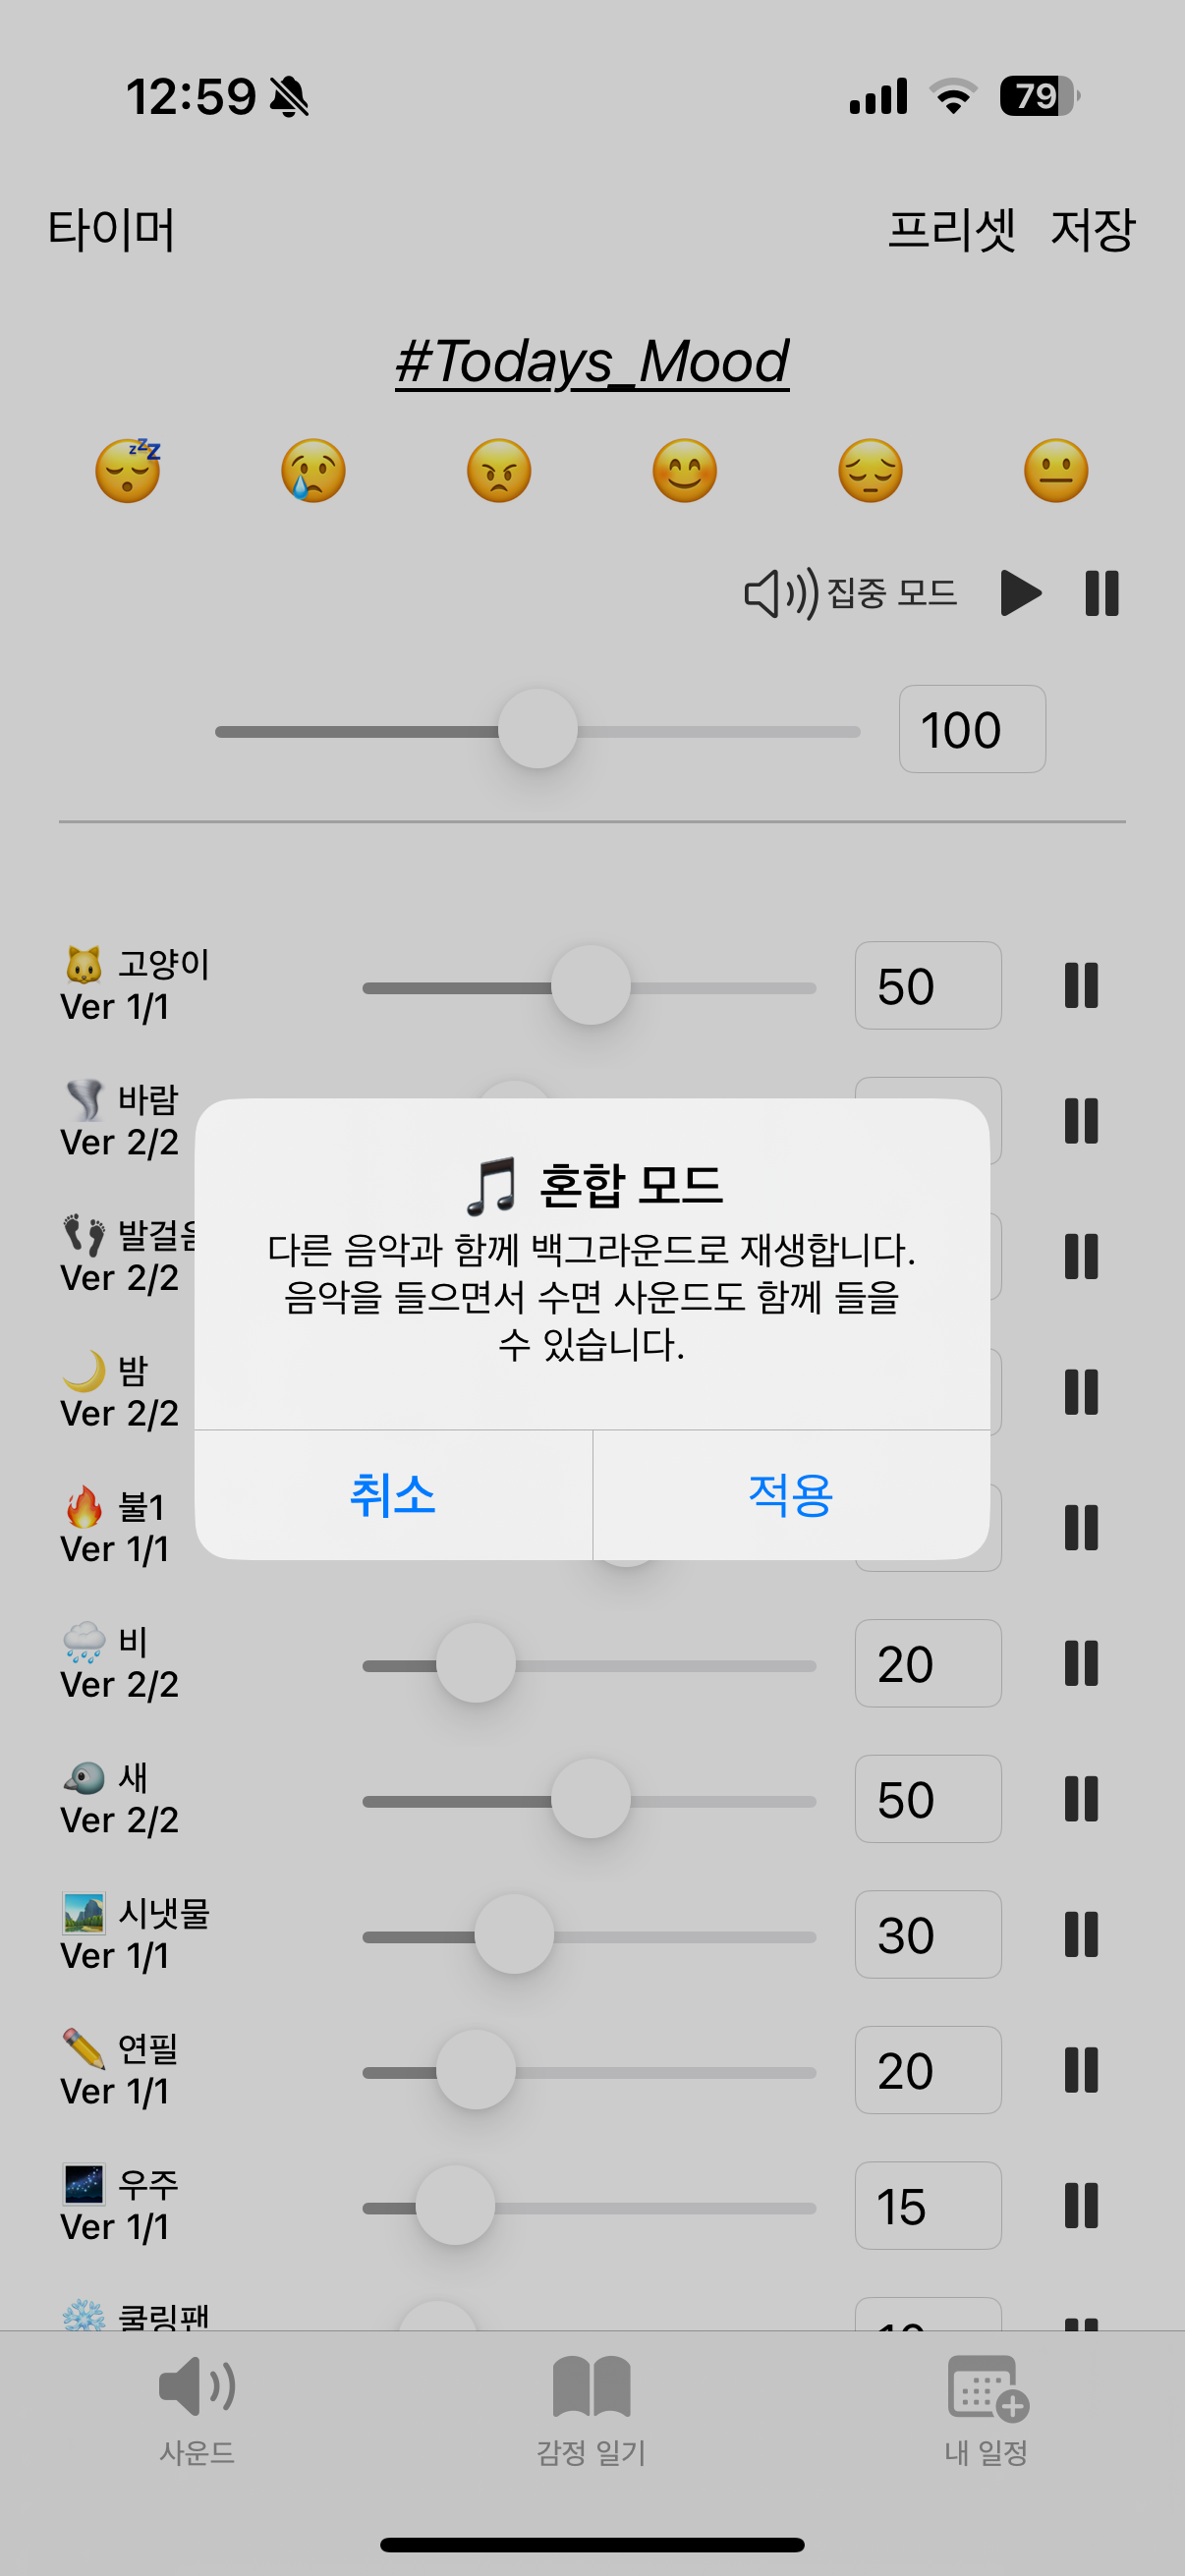 12:59
79
타이머
프리셋 저장
#Todays_Mood
집중 모드
100
고양이
Ver 1/1
50
바람
Ver 2/2
🎵 혼합 모드
다른 음악과 함께 백그라운드로 재생합니다.
음악을 들으면서 수면 사운드도 함께 들을
수 있습니다.
취소
적용
Ver 2/2
밤
Ver 2/2
불1
Ver 1/1
비
Ver 2/2
20
새
Ver 2/2
50
시냇물
Ver 1/1
30
연필
Ver 1/1
20
우주
Ver 1/1
15
쿨링팬
사운드
감정 일기
내 일정